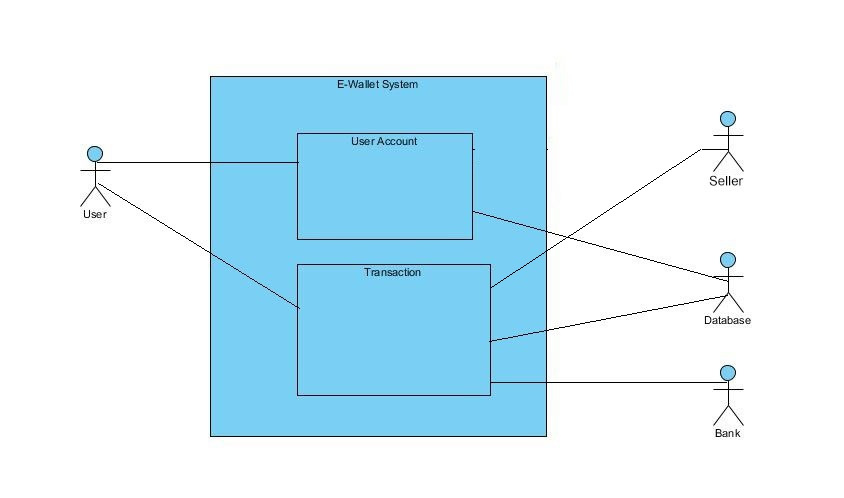 E-Wallet System
User Account
User
Seller
Transaction
Database
Bank